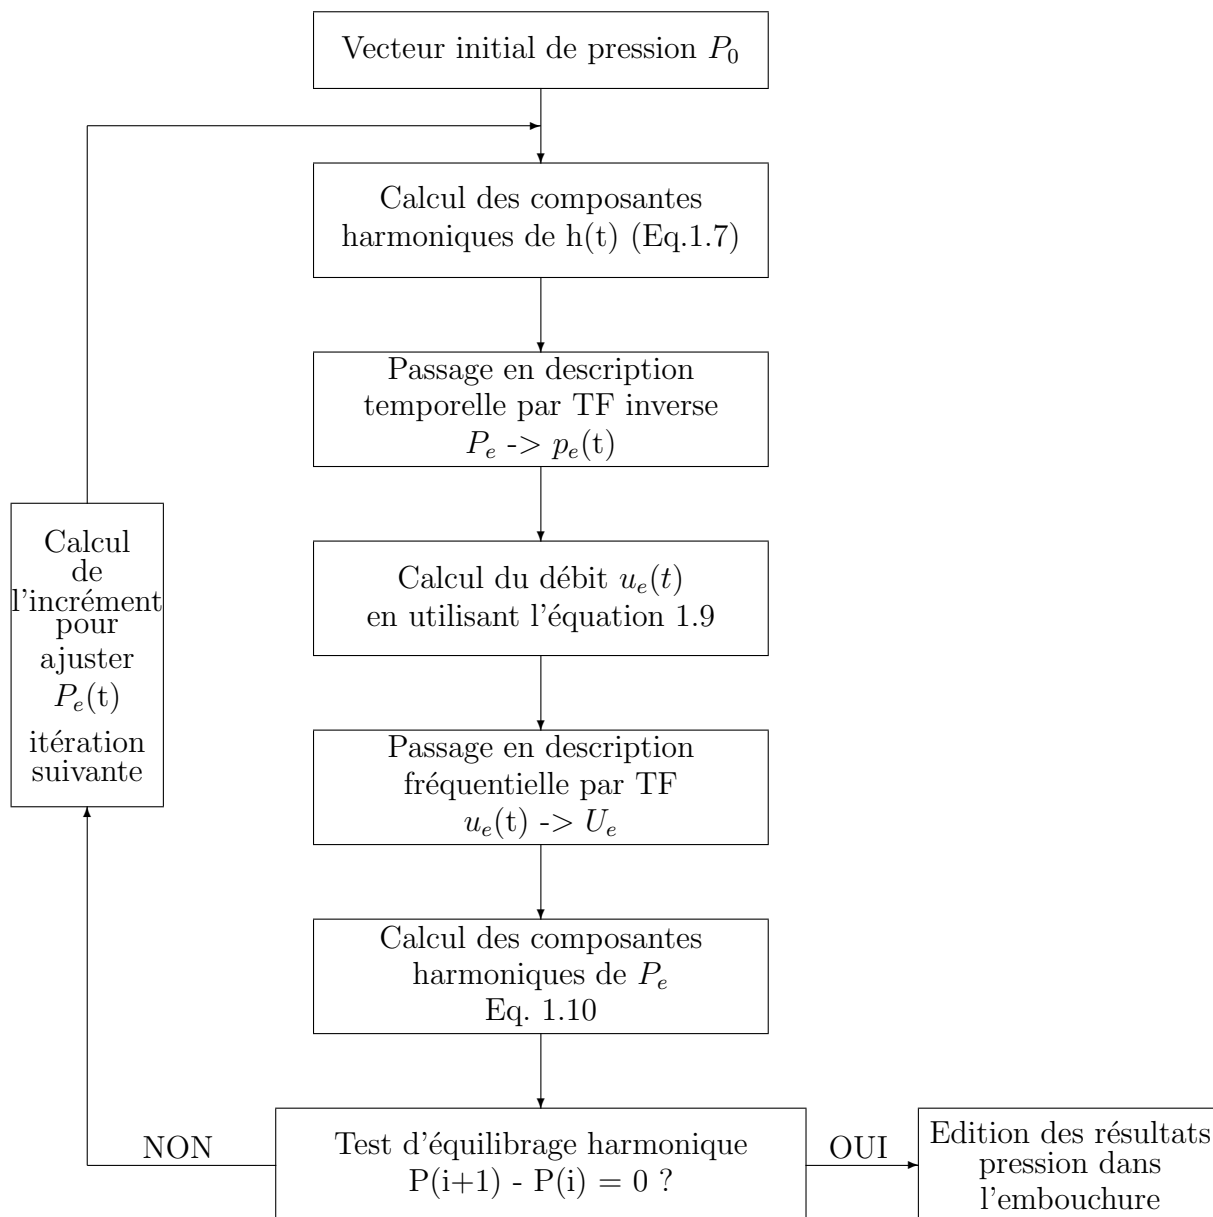 Vecteur initial de pression P₀
Calcul des composantes
harmoniques de h(t) (Eq.1.7)
Passage en description
temporelle par TF inverse
Pₑ -> pₑ(t)
Calcul du débit uₑ(t)
en utilisant l'équation 1.9
Passage en description
fréquentielle par TF
uₑ(t) -> Uₑ
Calcul des composantes
harmoniques de Pₑ
Eq. 1.10
Test d'équilibrage harmonique
P(i+1) - P(i) = 0 ?
NON
Calcul
de
l'incrément
pour
ajuster
Pₑ(t)
itération
suivante
OUI
Edition des résultats
pression dans
l'embouchure